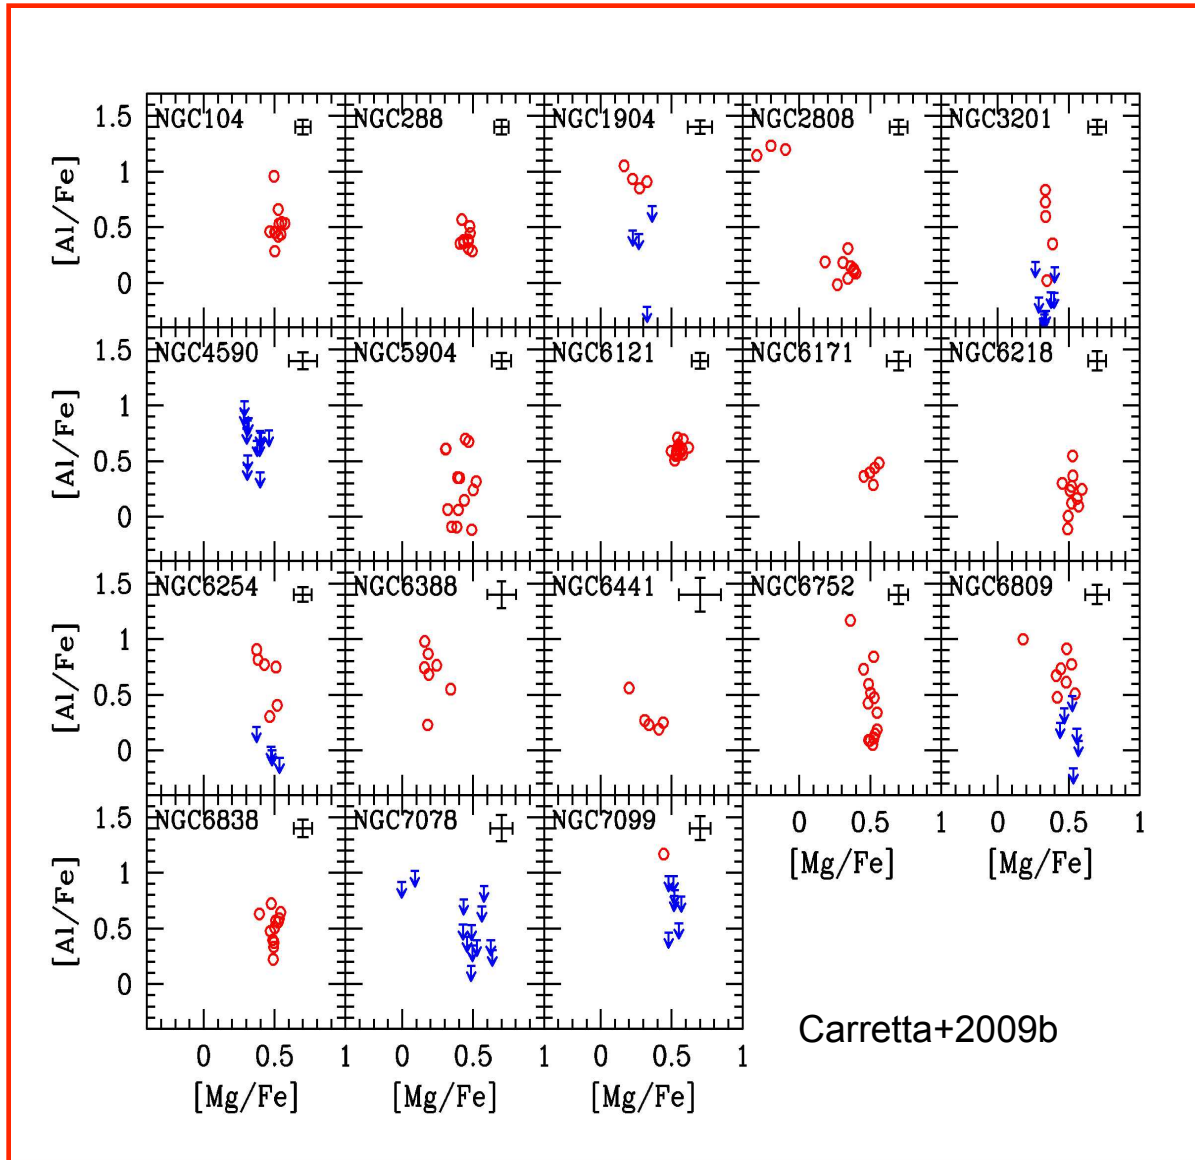 NGC104 NGC288 NGC1904 NGC2808 NGC3201
1.5
1
0.5
0
[Al/Fe]
NGC4590 NGC5904 NGC6121 NGC6171 NGC6218
1.5
1
0.5
0
[Al/Fe]
NGC6254 NGC6388 NGC6441 NGC6752 NGC6809
1.5
1
0.5
0
[Al/Fe]
0 0.5 1 0 0.5 1
[Mg/Fe] [Mg/Fe]
NGC6838 NGC7078 NGC7099
1.5
1
0.5
0
[Al/Fe]
0 0.5 1 0 0.5 1 0 0.5 1
[Mg/Fe] [Mg/Fe] [Mg/Fe]
Carretta+2009b